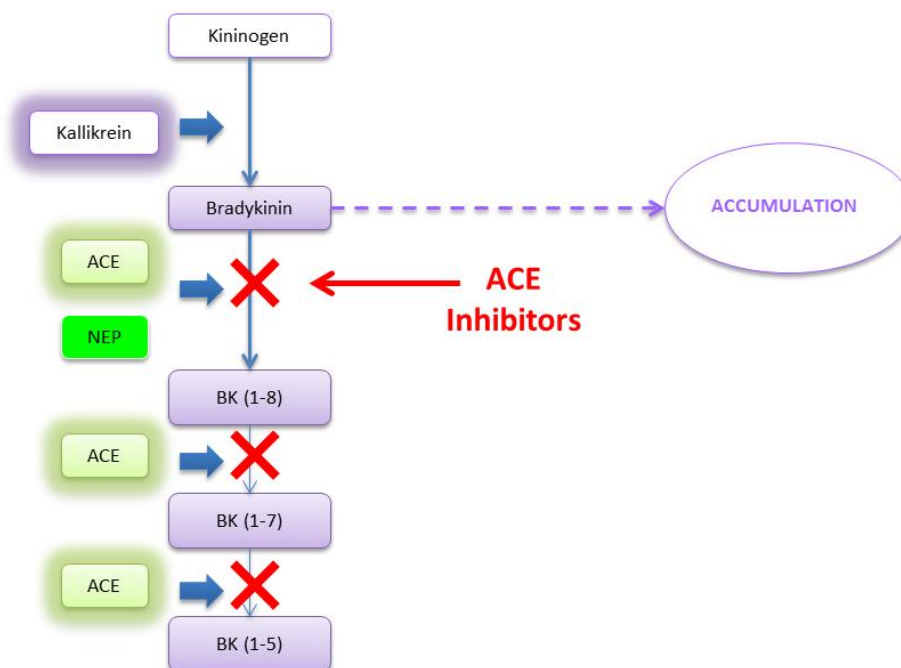 Kininogen
Kallikrein
Bradykinin
ACCUMULATION
ACE
ACE
Inhibitors
NEP
BK (1-8)
ACE
BK (1-7)
ACE
BK (1-5)